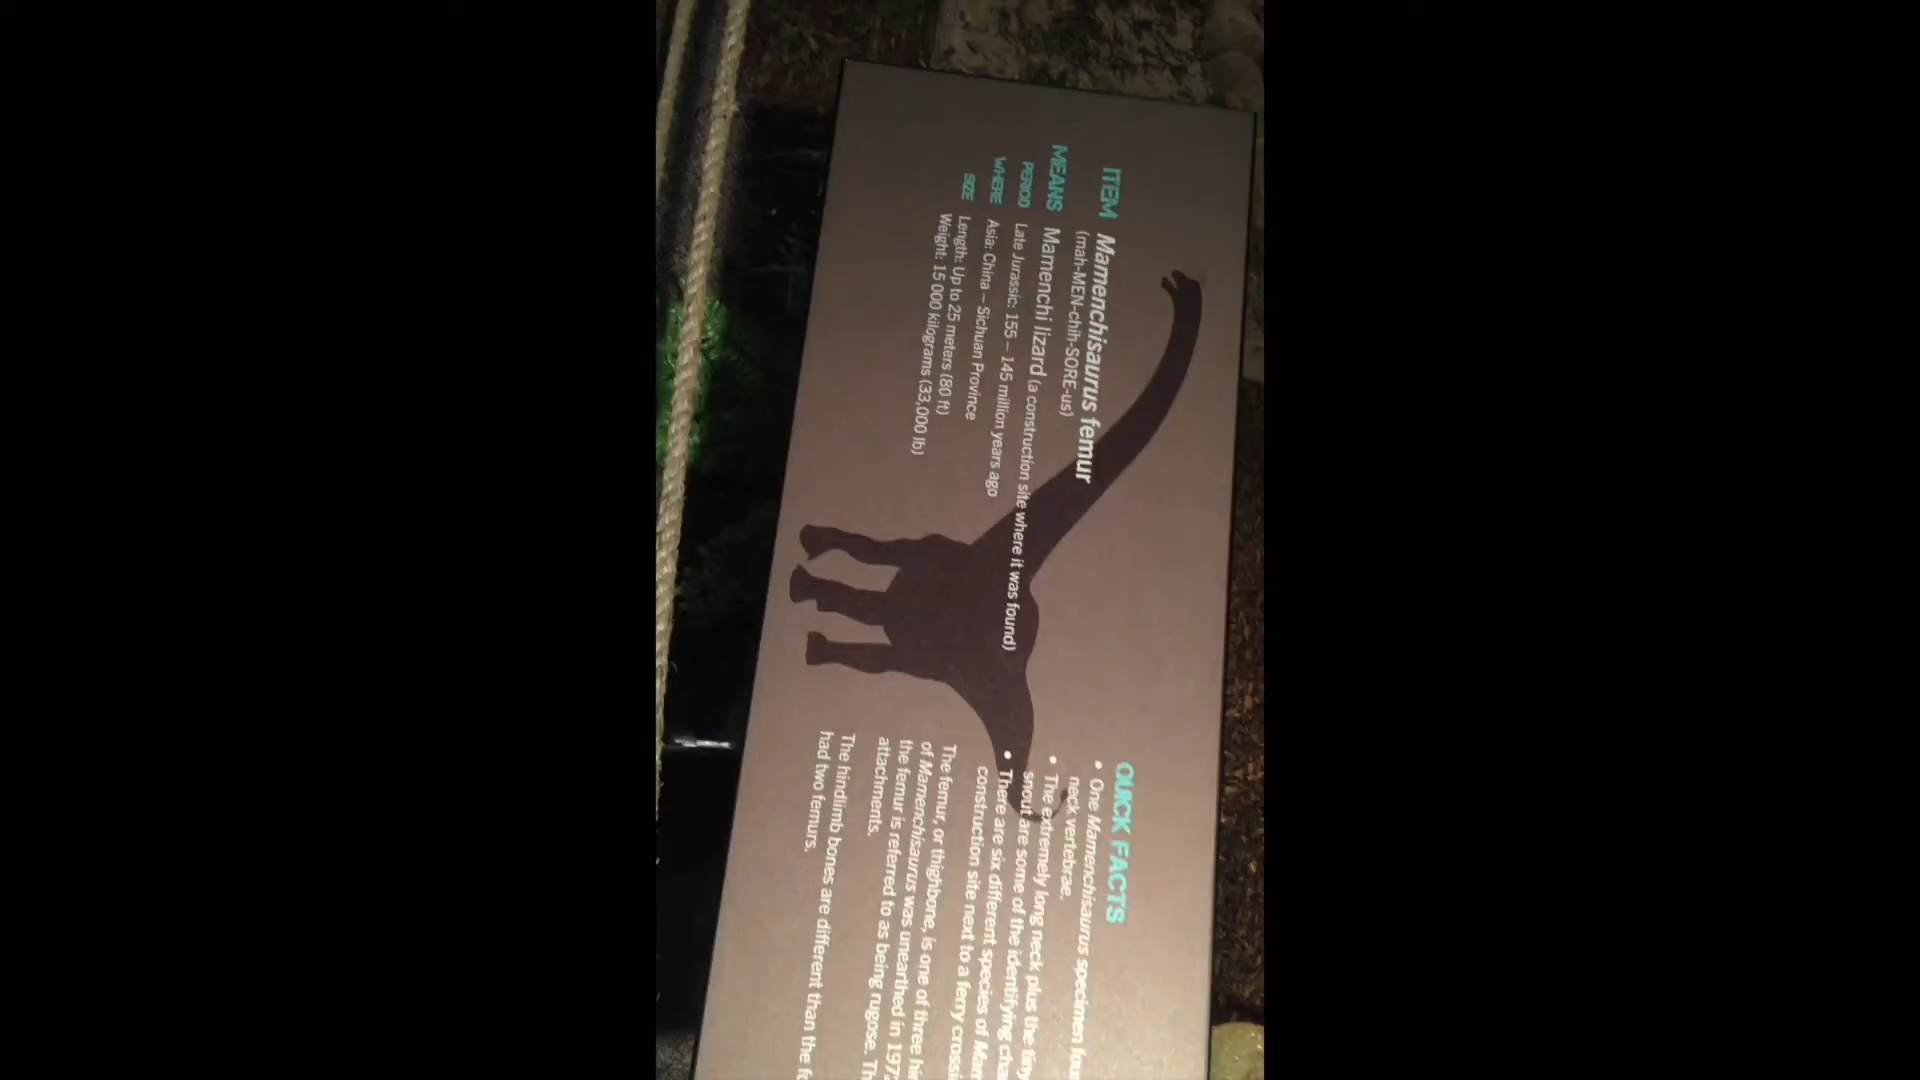 ITEM Mamenchisaurus femur
(mah-MEN-chih-SORE-us)
MEANS Mamenchi lizard (a construction site where it was found)
PERIOD Late Jurassic: 155 – 145 million years ago
WHERE Asia: China – Sichuan Province
SIZE Length: Up to 25 meters (80 ft)
Weight: 15 000 kilograms (33,000 lb)
QUICK FACTS
• One Mamenchisaurus specimen
neck vertebrae.
• The extremely long neck plus the tiny
snout are some of the identifying
• There are six different species of
construction site next to a ferry
The femur, or thighbone, is one of three
of Mamenchisaurus was unearthed in
the femur is referred to as being rugose.
attachments.
The hindlimb bones are different than the
had two femurs.